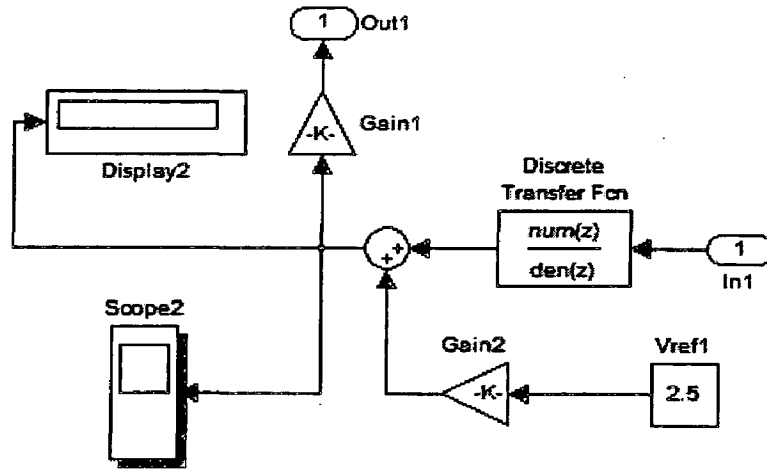 1
Out1
-K-
Gain1
Display2
Discrete
Transfer Fcn
num(z)
den(z)
1
In1
+
+
Scope2
Gain2
-K-
Vref1
2.5